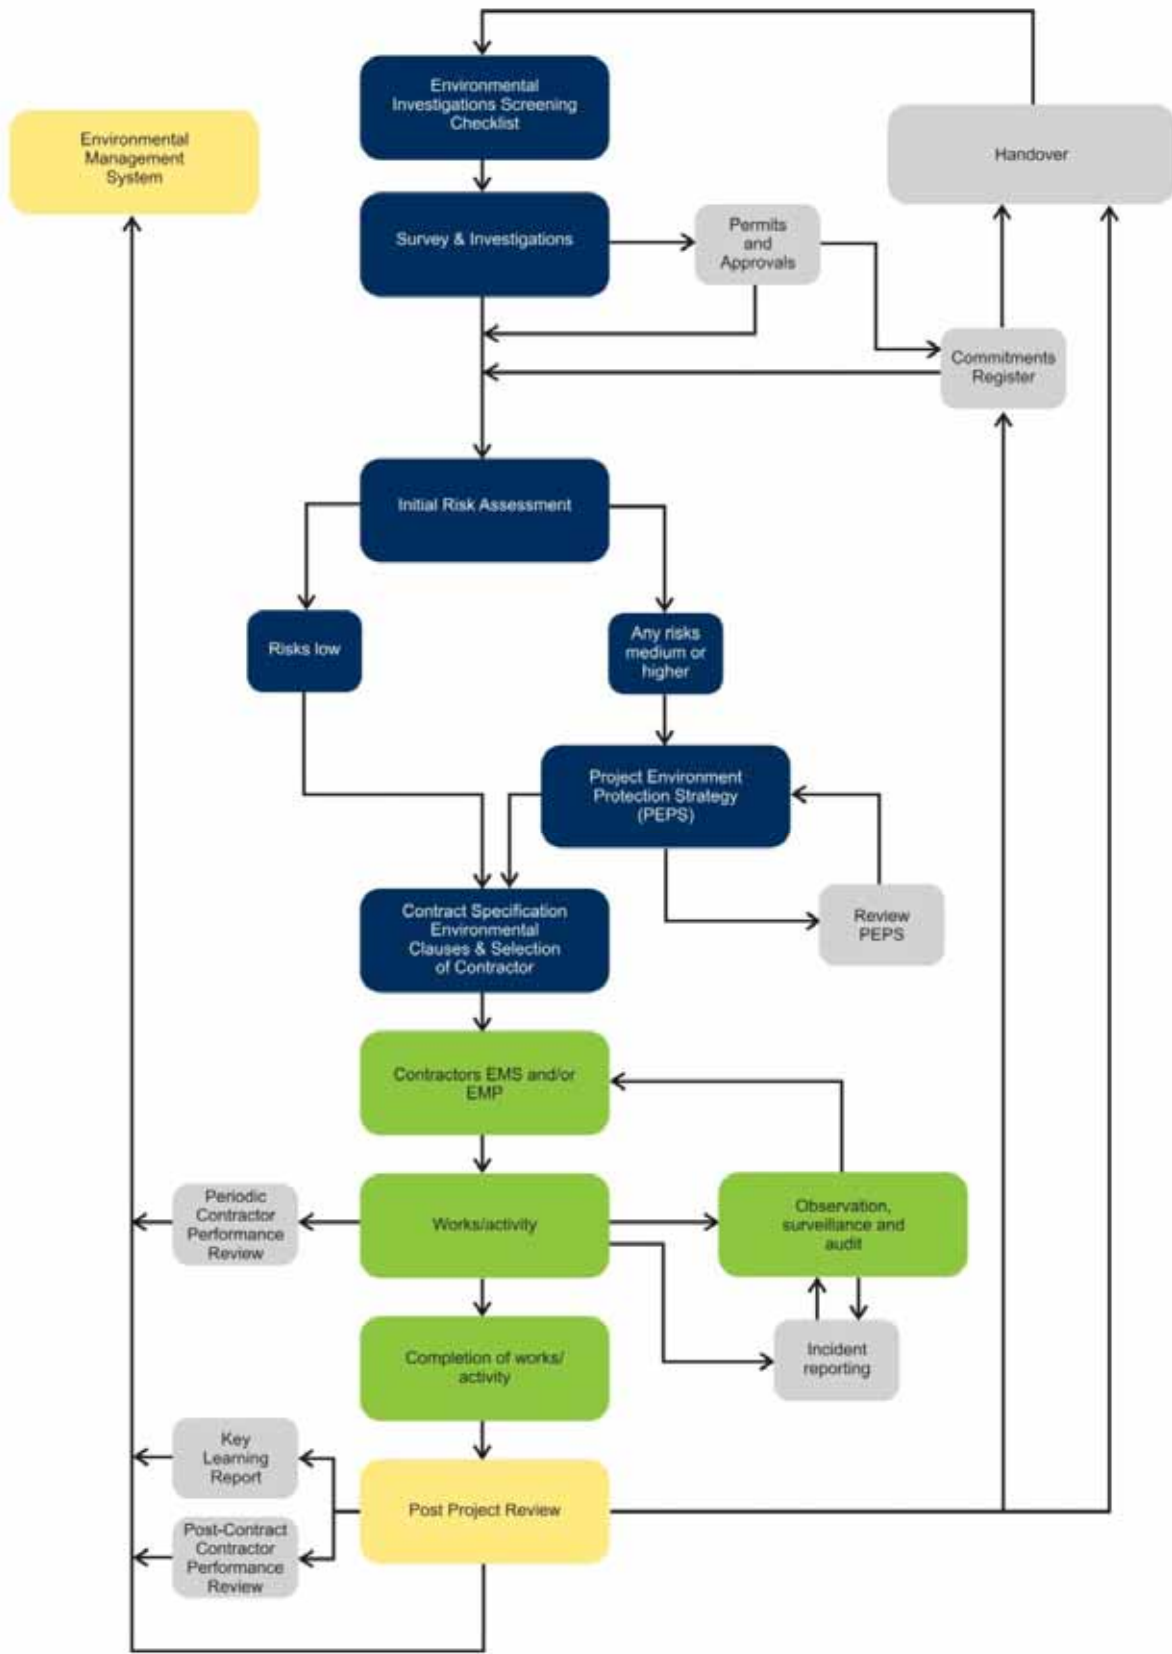 Environmental
Investigations Screening
Checklist
Environmental
Management
System
Handover
Survey & Investigations
Permits
and
Approvals
Commitments
Register
Initial Risk Assessment
Risks low
Any risks
medium or
higher
Project Environment
Protection Strategy
(PEPS)
Review
PEPS
Contract Specification
Environmental
Clauses & Selection
of Contractor
Contractors EMS and/or
EMP
Periodic
Contractor
Performance
Review
Works/activity
Observation,
surveillance and
audit
Completion of works/
activity
Incident
reporting
Key
Learning
Report
Post Project Review
Post-Contract
Contractor
Performance
Review